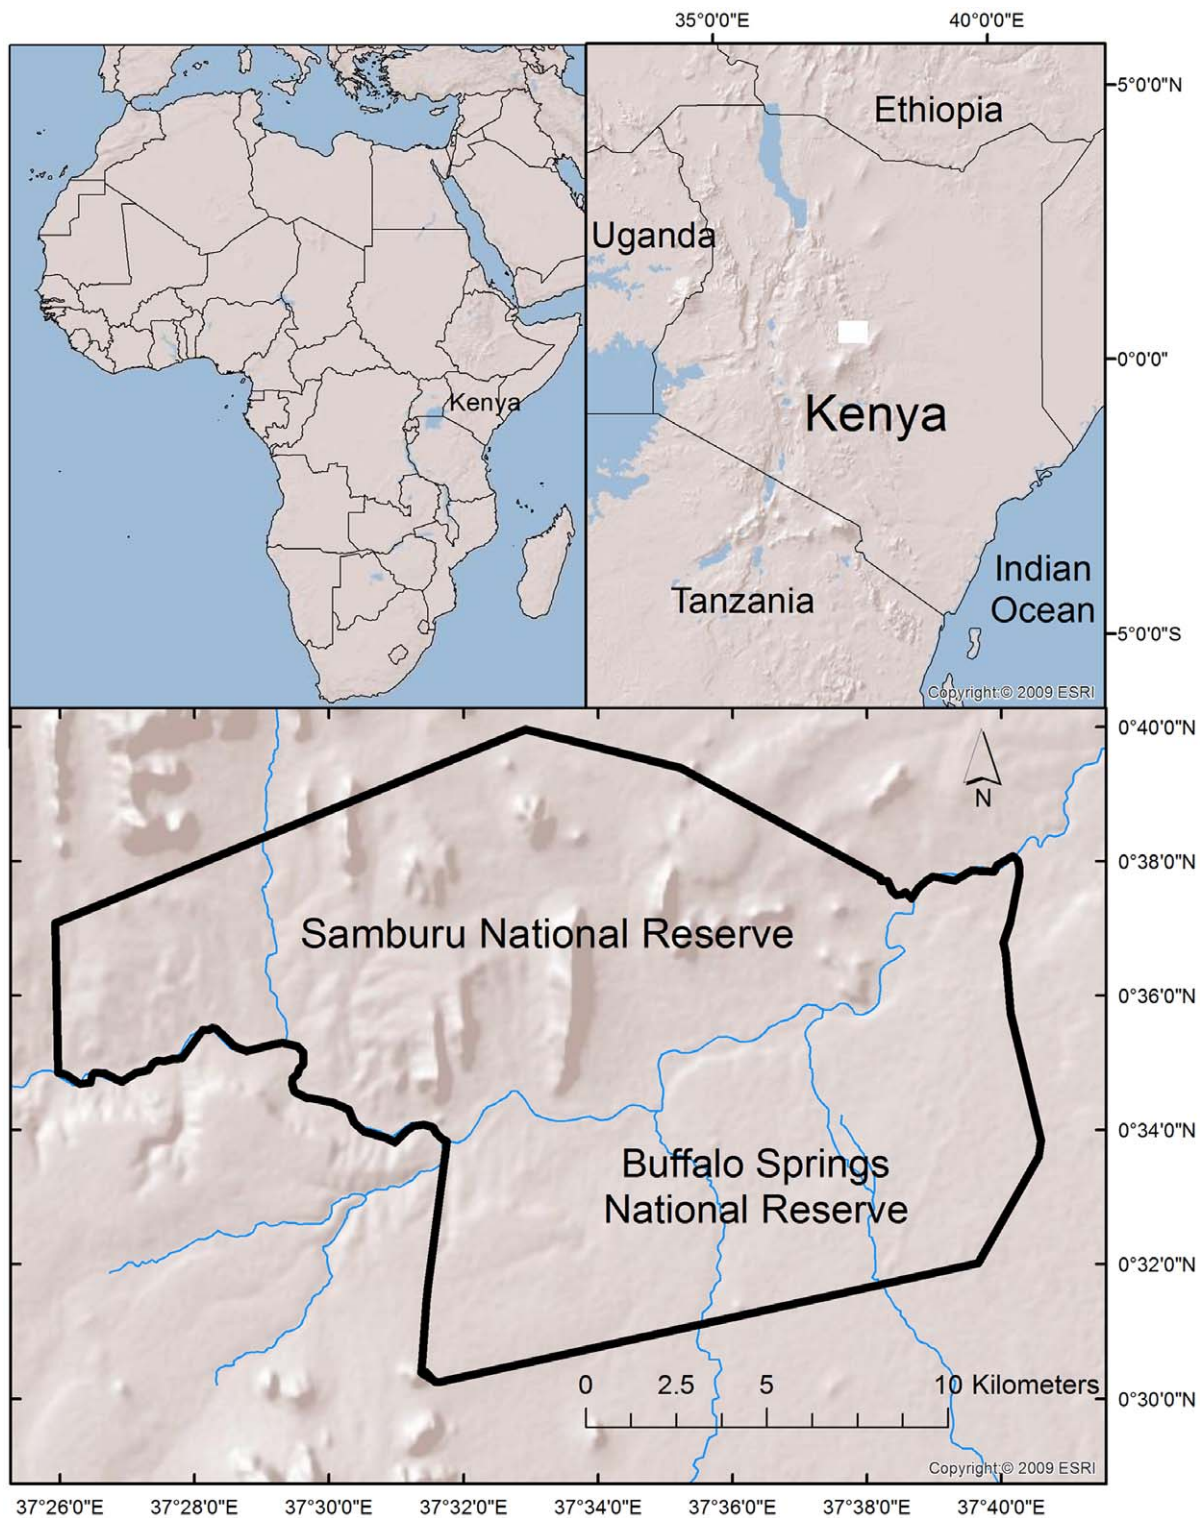 35°0'0"E
40°0'0"E
5°0'0"N
0°0'0"
5°0'0"S
Kenya
Ethiopia
Uganda
Kenya
Tanzania
Indian
Ocean
Copyright:© 2009 ESRI
0°40'0"N
0°38'0"N
0°36'0"N
0°34'0"N
0°32'0"N
0°30'0"N
N
Samburu National Reserve
Buffalo Springs
National Reserve
0 2.5 5 10 Kilometers
Copyright:© 2009 ESRI
37°26'0"E 37°28'0"E 37°30'0"E 37°32'0"E 37°34'0"E 37°36'0"E 37°38'0"E 37°40'0"E